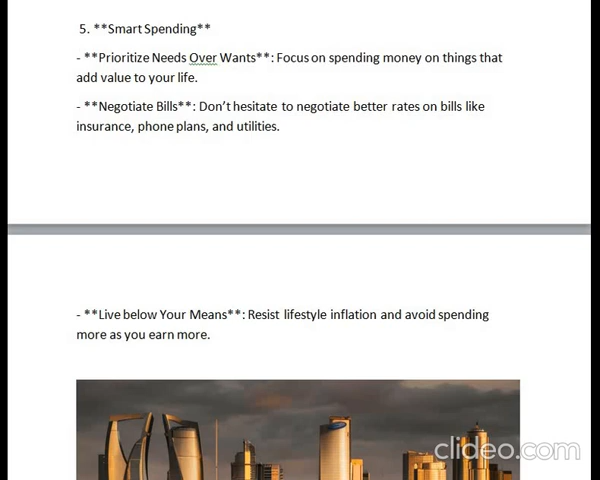 5. **Smart Spending**
- **Prioritize Needs Over Wants**: Focus on spending money on things that
add value to your life.
- **Negotiate Bills**: Don’t hesitate to negotiate better rates on bills like
insurance, phone plans, and utilities.
- **Live below Your Means**: Resist lifestyle inflation and avoid spending
more as you earn more.
clideo.com